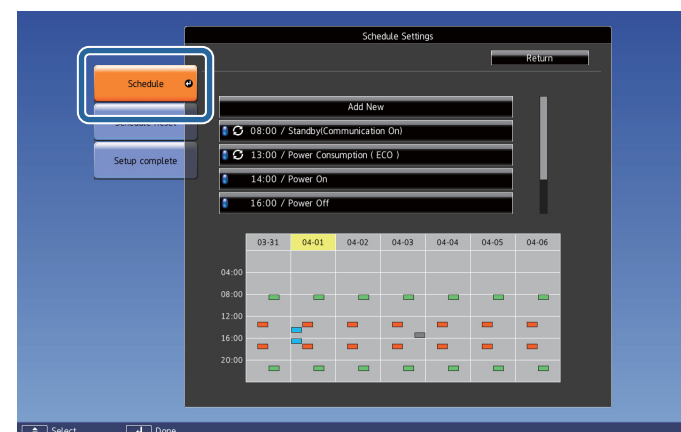 Schedule Settings
Return
Schedule
Add New
Schedule Reset
08:00 / Standby(Communication On)
Setup complete
13:00 / Power Consumption ( ECO )
14:00 / Power On
16:00 / Power Off
03-31 04-01 04-02 04-03 04-04 04-05 04-06
04:00
08:00
12:00
16:00
20:00
Select Done